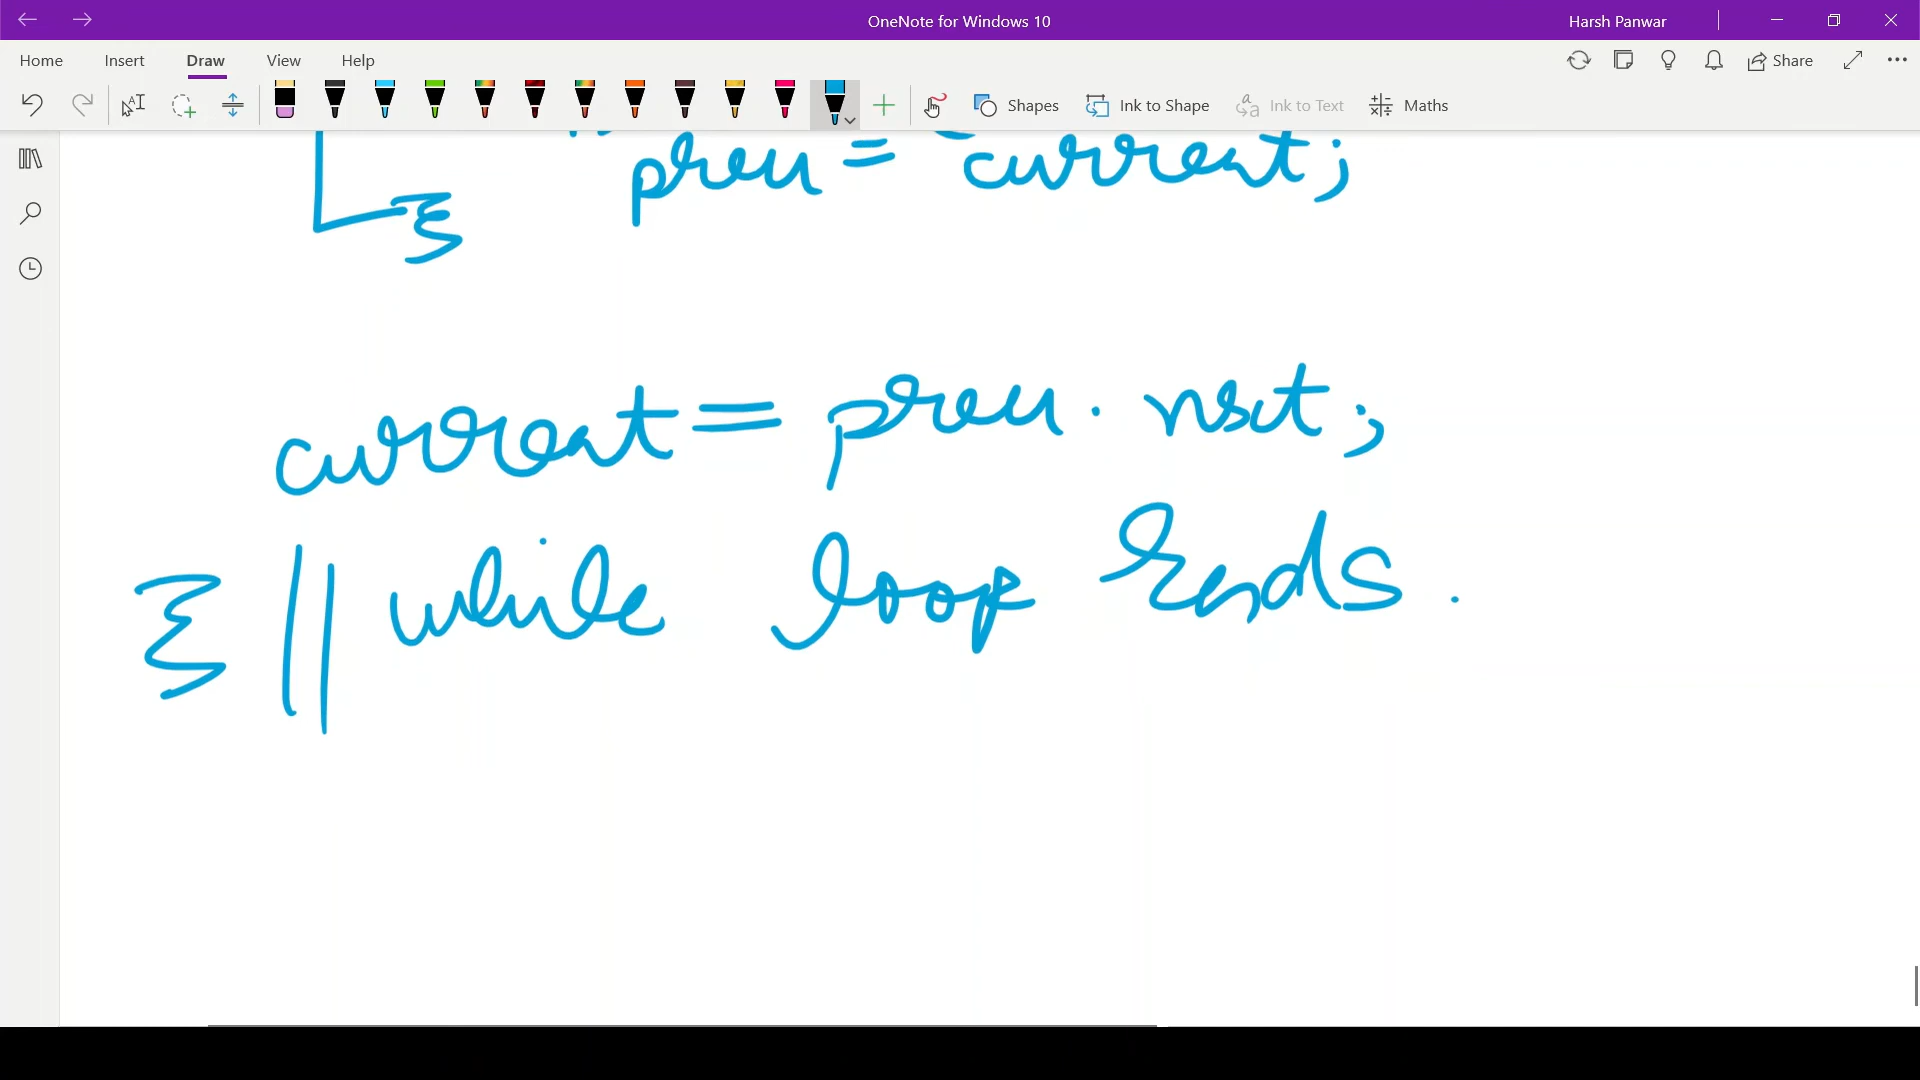 OneNote for Windows 10
Harsh Panwar
Home Insert Draw View Help
Share
Shapes Ink to Shape Ink to Text Maths
prev = current;
}
current = prev. next;
} // while loop Ends.